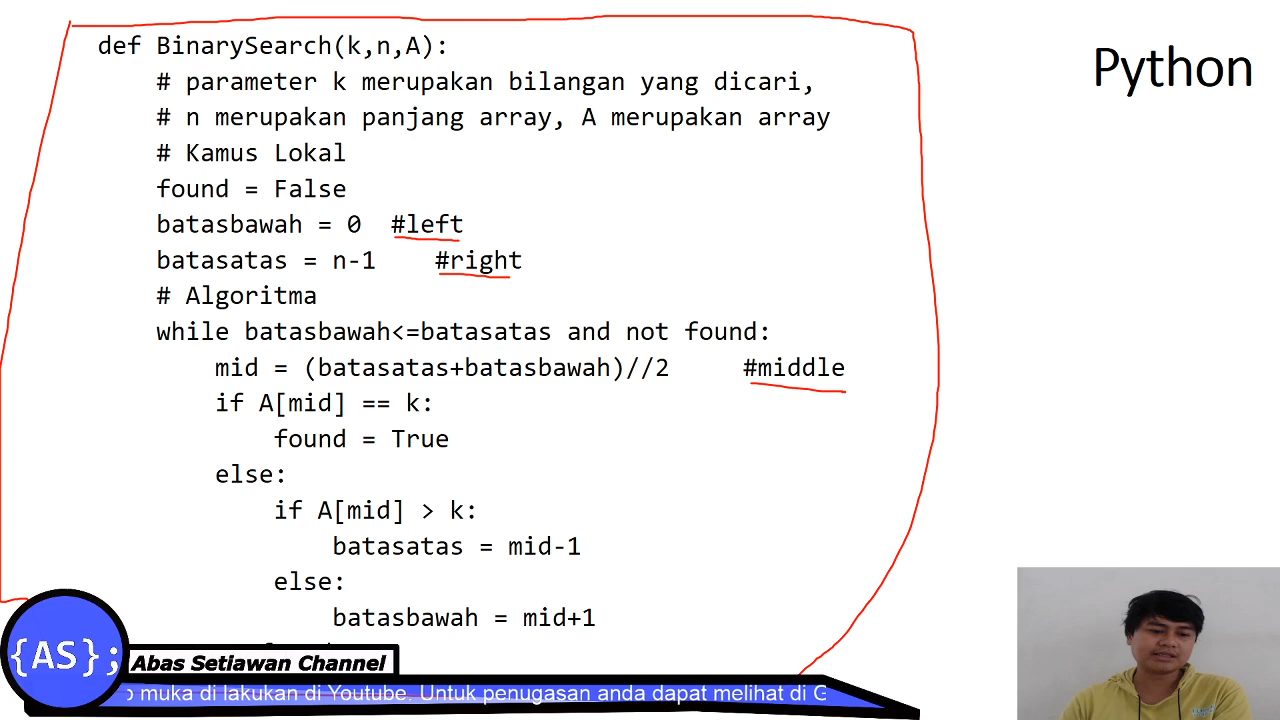 Python
def BinarySearch(k,n,A):
# parameter k merupakan bilangan yang dicari,
# n merupakan panjang array, A merupakan array
# Kamus Lokal
found = False
batasbawah = 0 #left
batasatas = n-1 #right
# Algoritma
while batasbawah<=batasatas and not found:
mid = (batasatas+batasbawah)//2 #middle
if A[mid] == k:
found = True
else:
if A[mid] > k:
batasatas = mid-1
else:
batasbawah = mid+1
{AS};
Abas Setiawan Channel
muka di lakukan di Youtube. Untuk penugasan anda dapat melihat di